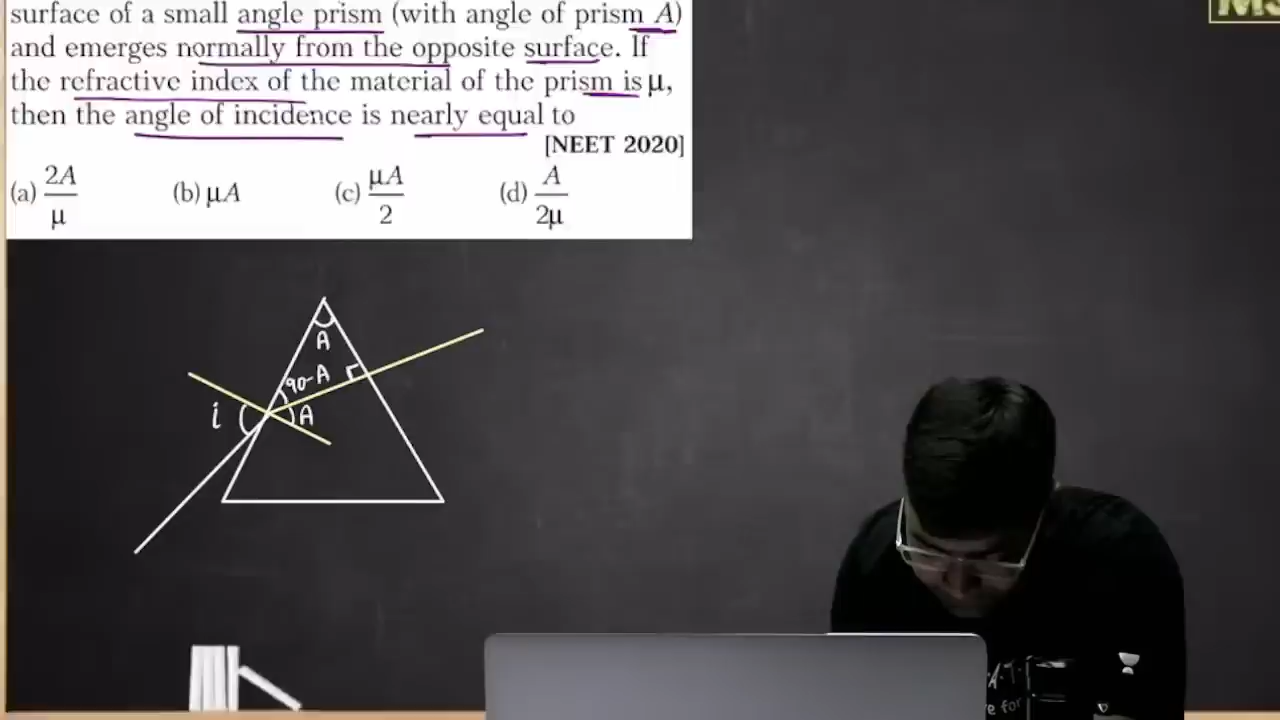 surface of a small angle prism (with angle of prism A)
and emerges normally from the opposite surface. If
the refractive index of the material of the prism is μ,
then the angle of incidence is nearly equal to
[NEET 2020]
(a) 2A/μ (b) μA (c) μA/2 (d) A/2μ
A
90-A
i A